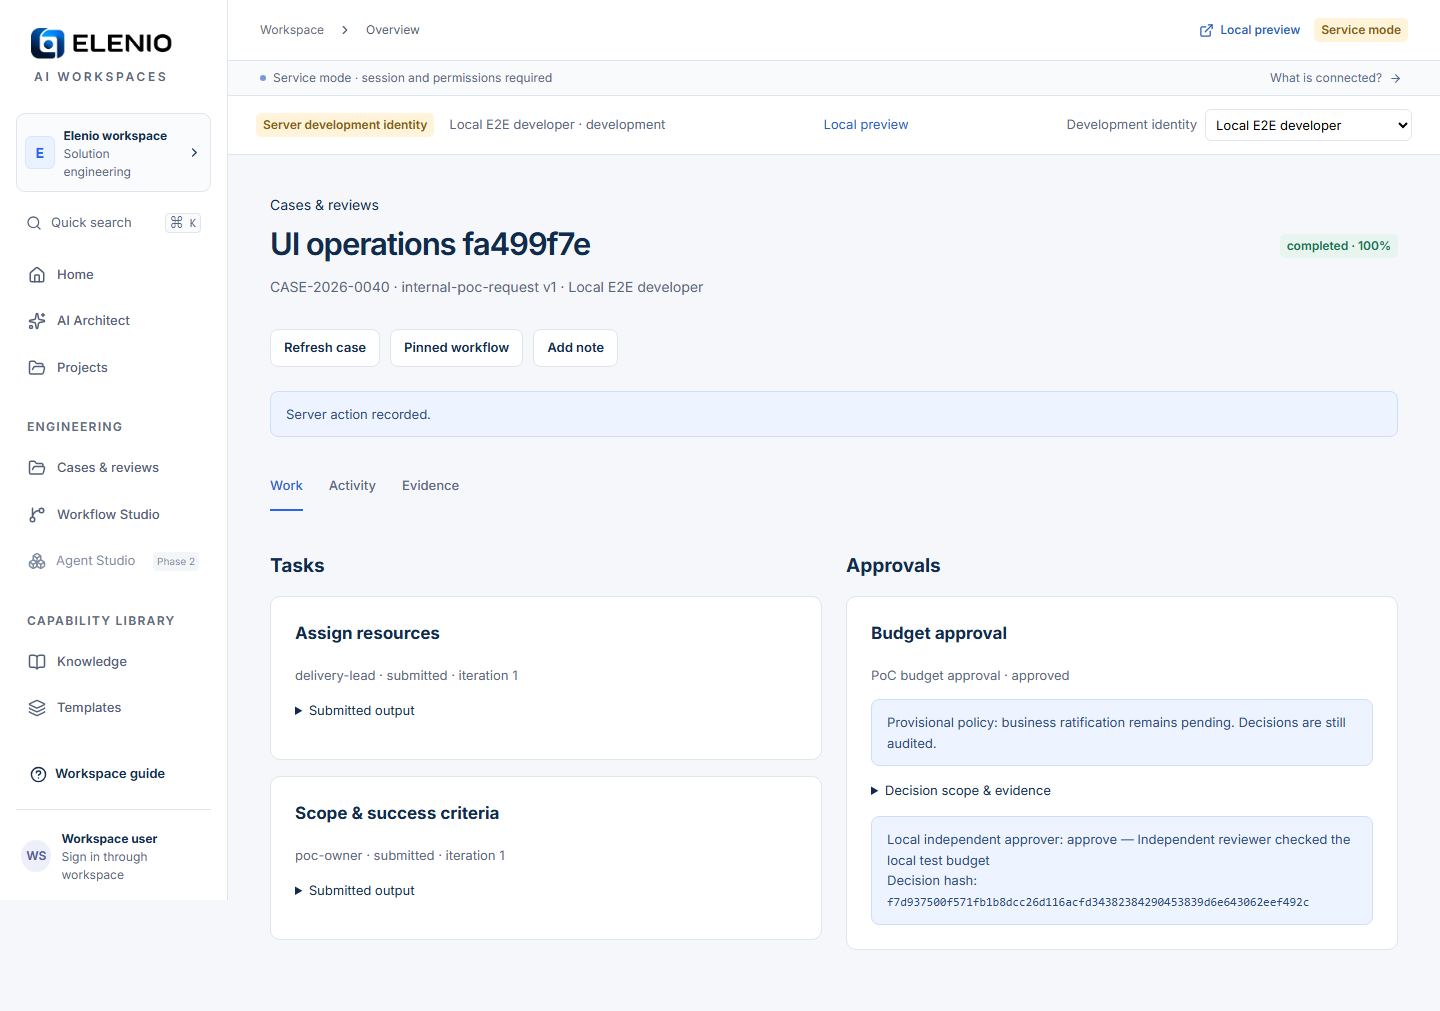 ELENIO
AI WORKSPACES
E
Elenio workspace
Solution
engineering
Quick search
⌘ K
Home
AI Architect
Projects
ENGINEERING
Cases & reviews
Workflow Studio
Agent Studio
Phase 2
CAPABILITY LIBRARY
Knowledge
Templates
Workspace guide
WS
Workspace user
Sign in through
workspace
Workspace
Overview
Local preview
Service mode
Service mode · session and permissions required
What is connected?
Server development identity
Local E2E developer · development
Local preview
Development identity
Local E2E developer
Cases & reviews
UI operations fa499f7e
completed · 100%
CASE-2026-0040 · internal-poc-request v1 · Local E2E developer
Refresh case
Pinned workflow
Add note
Server action recorded.
Work
Activity
Evidence
Tasks
Assign resources
delivery-lead · submitted · iteration 1
Submitted output
Scope & success criteria
poc-owner · submitted · iteration 1
Submitted output
Approvals
Budget approval
PoC budget approval · approved
Provisional policy: business ratification remains pending. Decisions are still
audited.
Decision scope & evidence
Local independent approver: approve — Independent reviewer checked the
local test budget
Decision hash:
f7d937500f571fb1b8dcc26d116acfd34382384290453839d6e643062eef492c